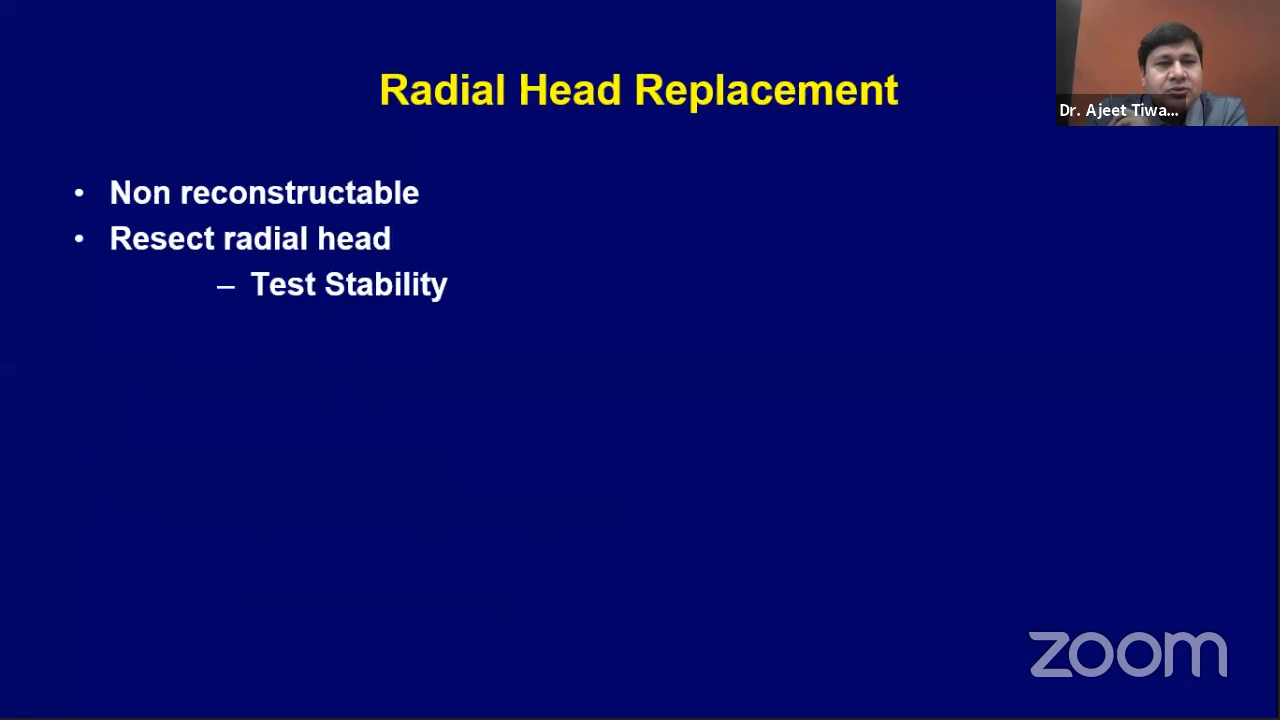 Radial Head Replacement
Dr. Ajeet Tiwa...
• Non reconstructable
• Resect radial head
– Test Stability
zoom